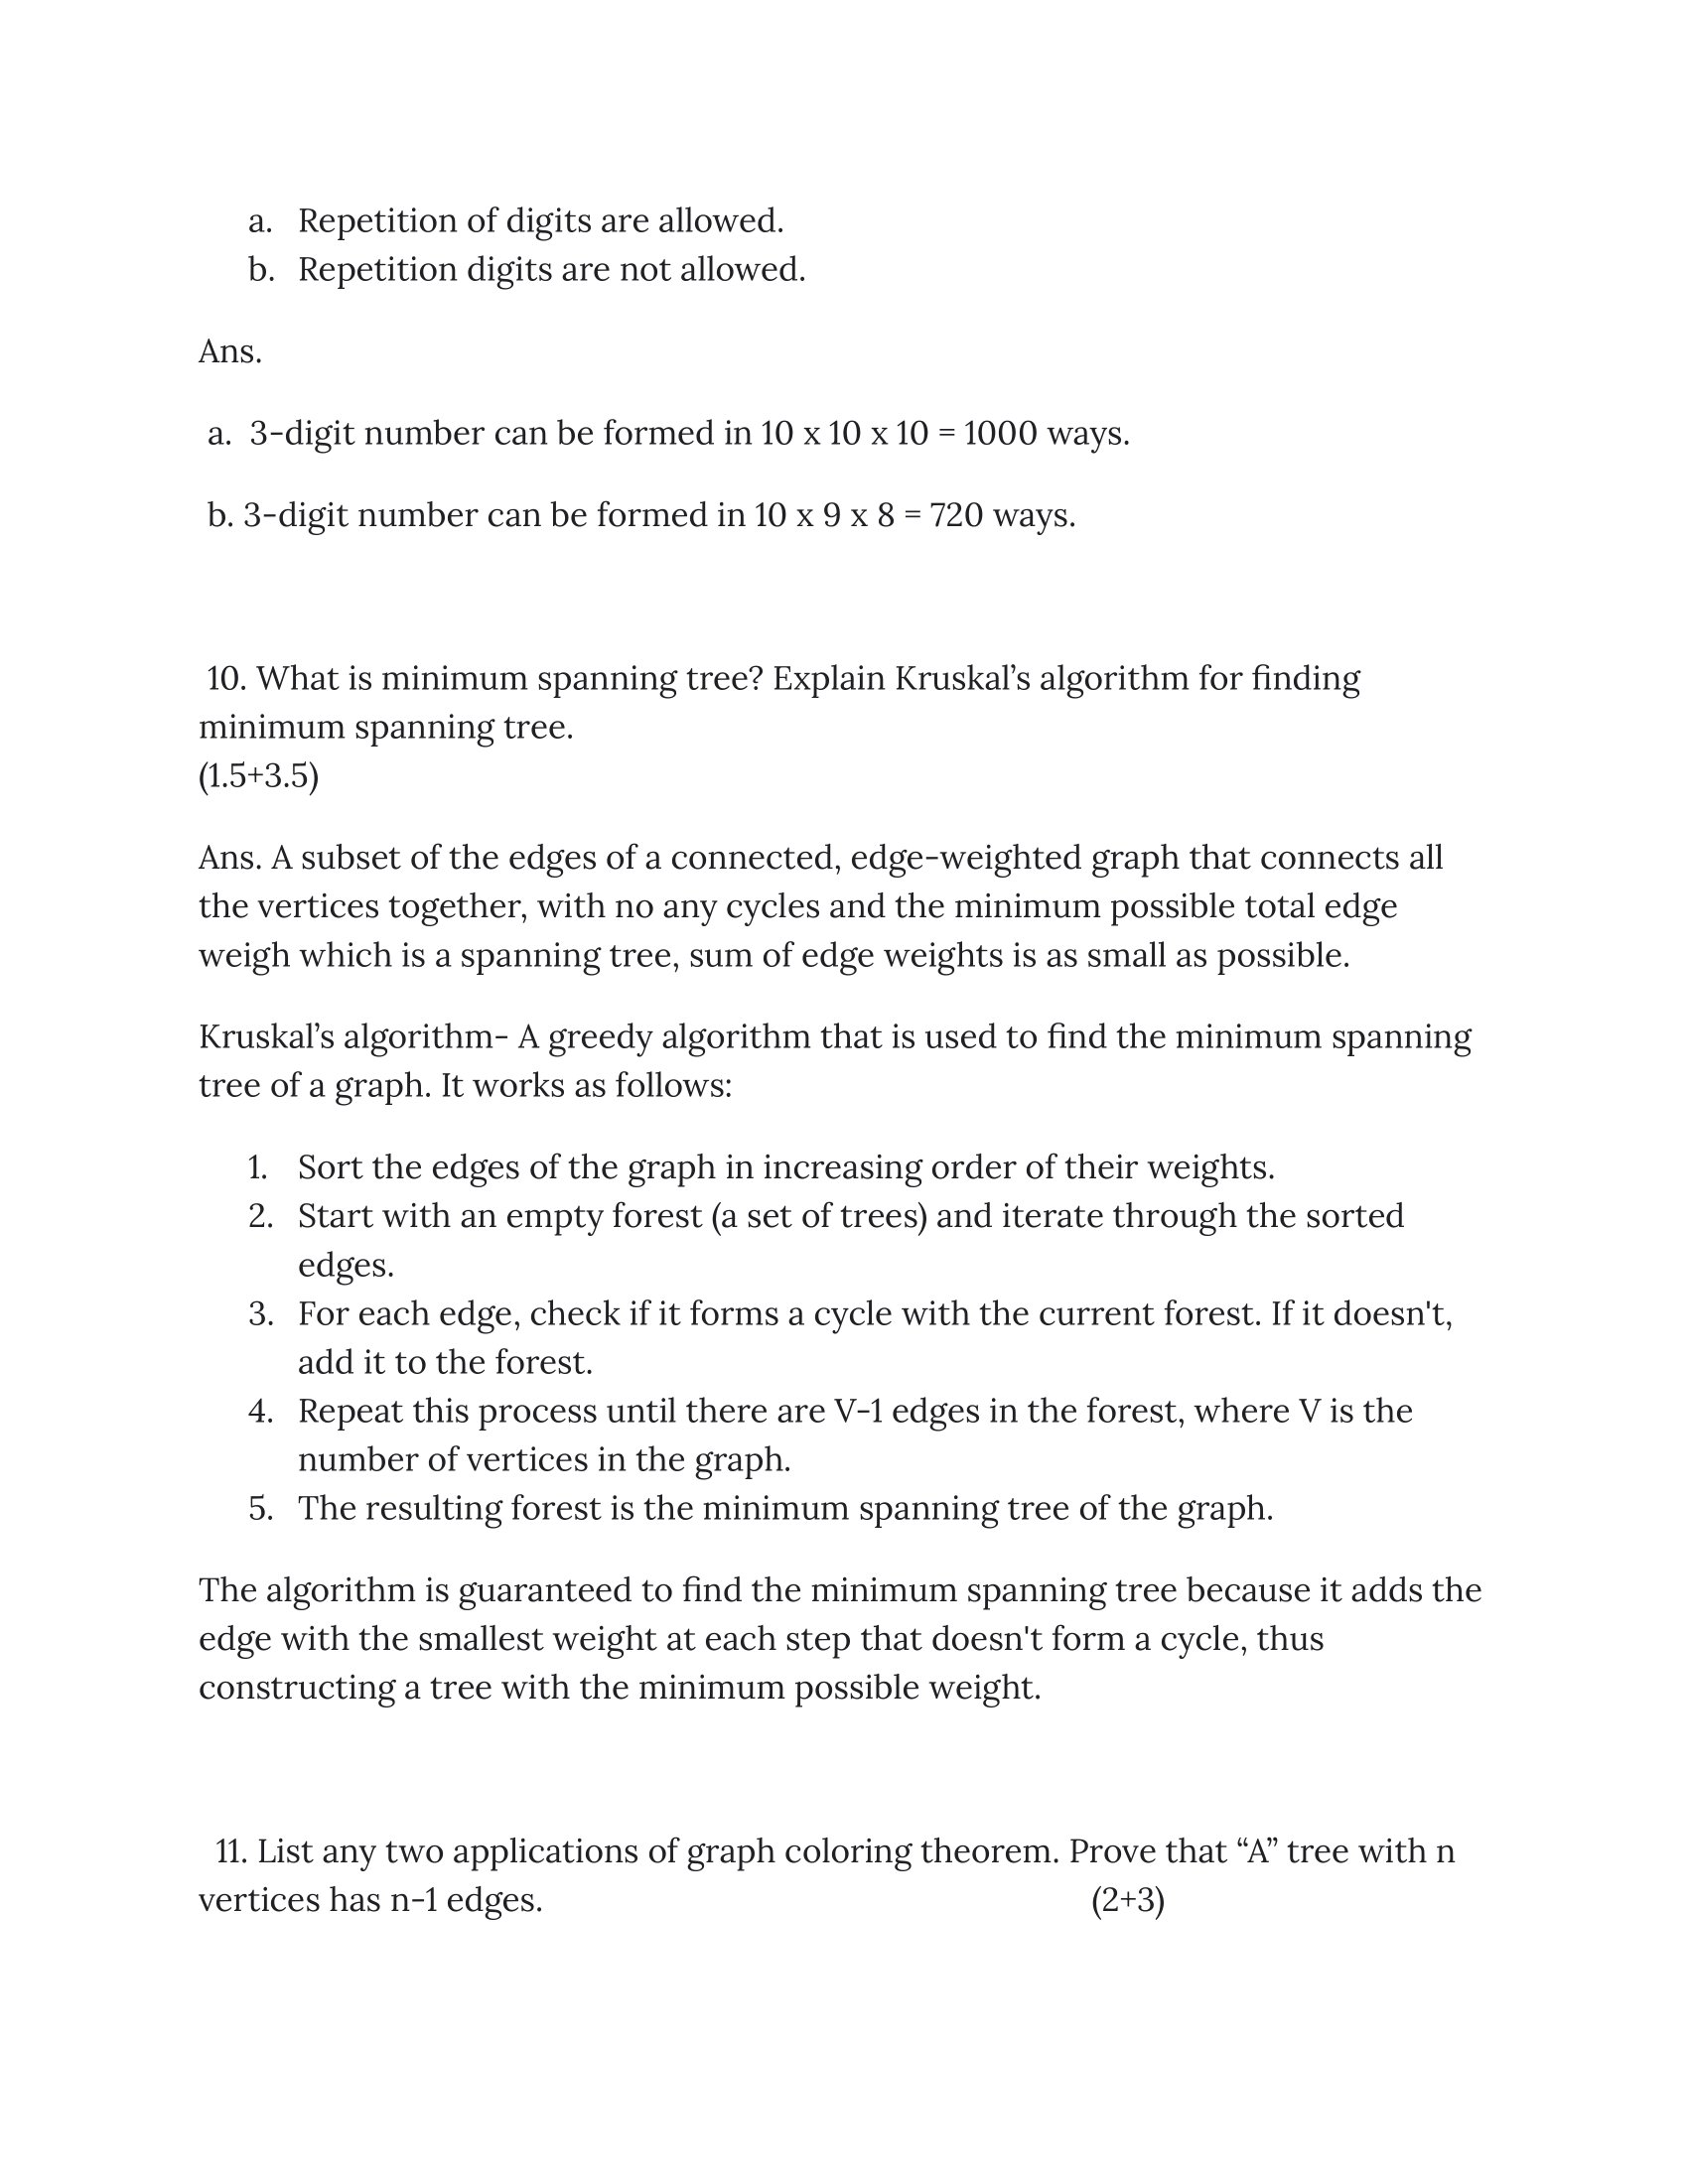 a. Repetition of digits are allowed.
b. Repetition digits are not allowed.
Ans.
a. 3-digit number can be formed in 10 x 10 x 10 = 1000 ways.
b. 3-digit number can be formed in 10 x 9 x 8 = 720 ways.
10. What is minimum spanning tree? Explain Kruskal’s algorithm for finding
minimum spanning tree.
(1.5+3.5)
Ans. A subset of the edges of a connected, edge-weighted graph that connects all
the vertices together, with no any cycles and the minimum possible total edge
weigh which is a spanning tree, sum of edge weights is as small as possible.
Kruskal’s algorithm- A greedy algorithm that is used to find the minimum spanning
tree of a graph. It works as follows:
1. Sort the edges of the graph in increasing order of their weights.
2. Start with an empty forest (a set of trees) and iterate through the sorted
edges.
3. For each edge, check if it forms a cycle with the current forest. If it doesn't,
add it to the forest.
4. Repeat this process until there are V-1 edges in the forest, where V is the
number of vertices in the graph.
5. The resulting forest is the minimum spanning tree of the graph.
The algorithm is guaranteed to find the minimum spanning tree because it adds the
edge with the smallest weight at each step that doesn't form a cycle, thus
constructing a tree with the minimum possible weight.
11. List any two applications of graph coloring theorem. Prove that “A” tree with n
vertices has n-1 edges. (2+3)